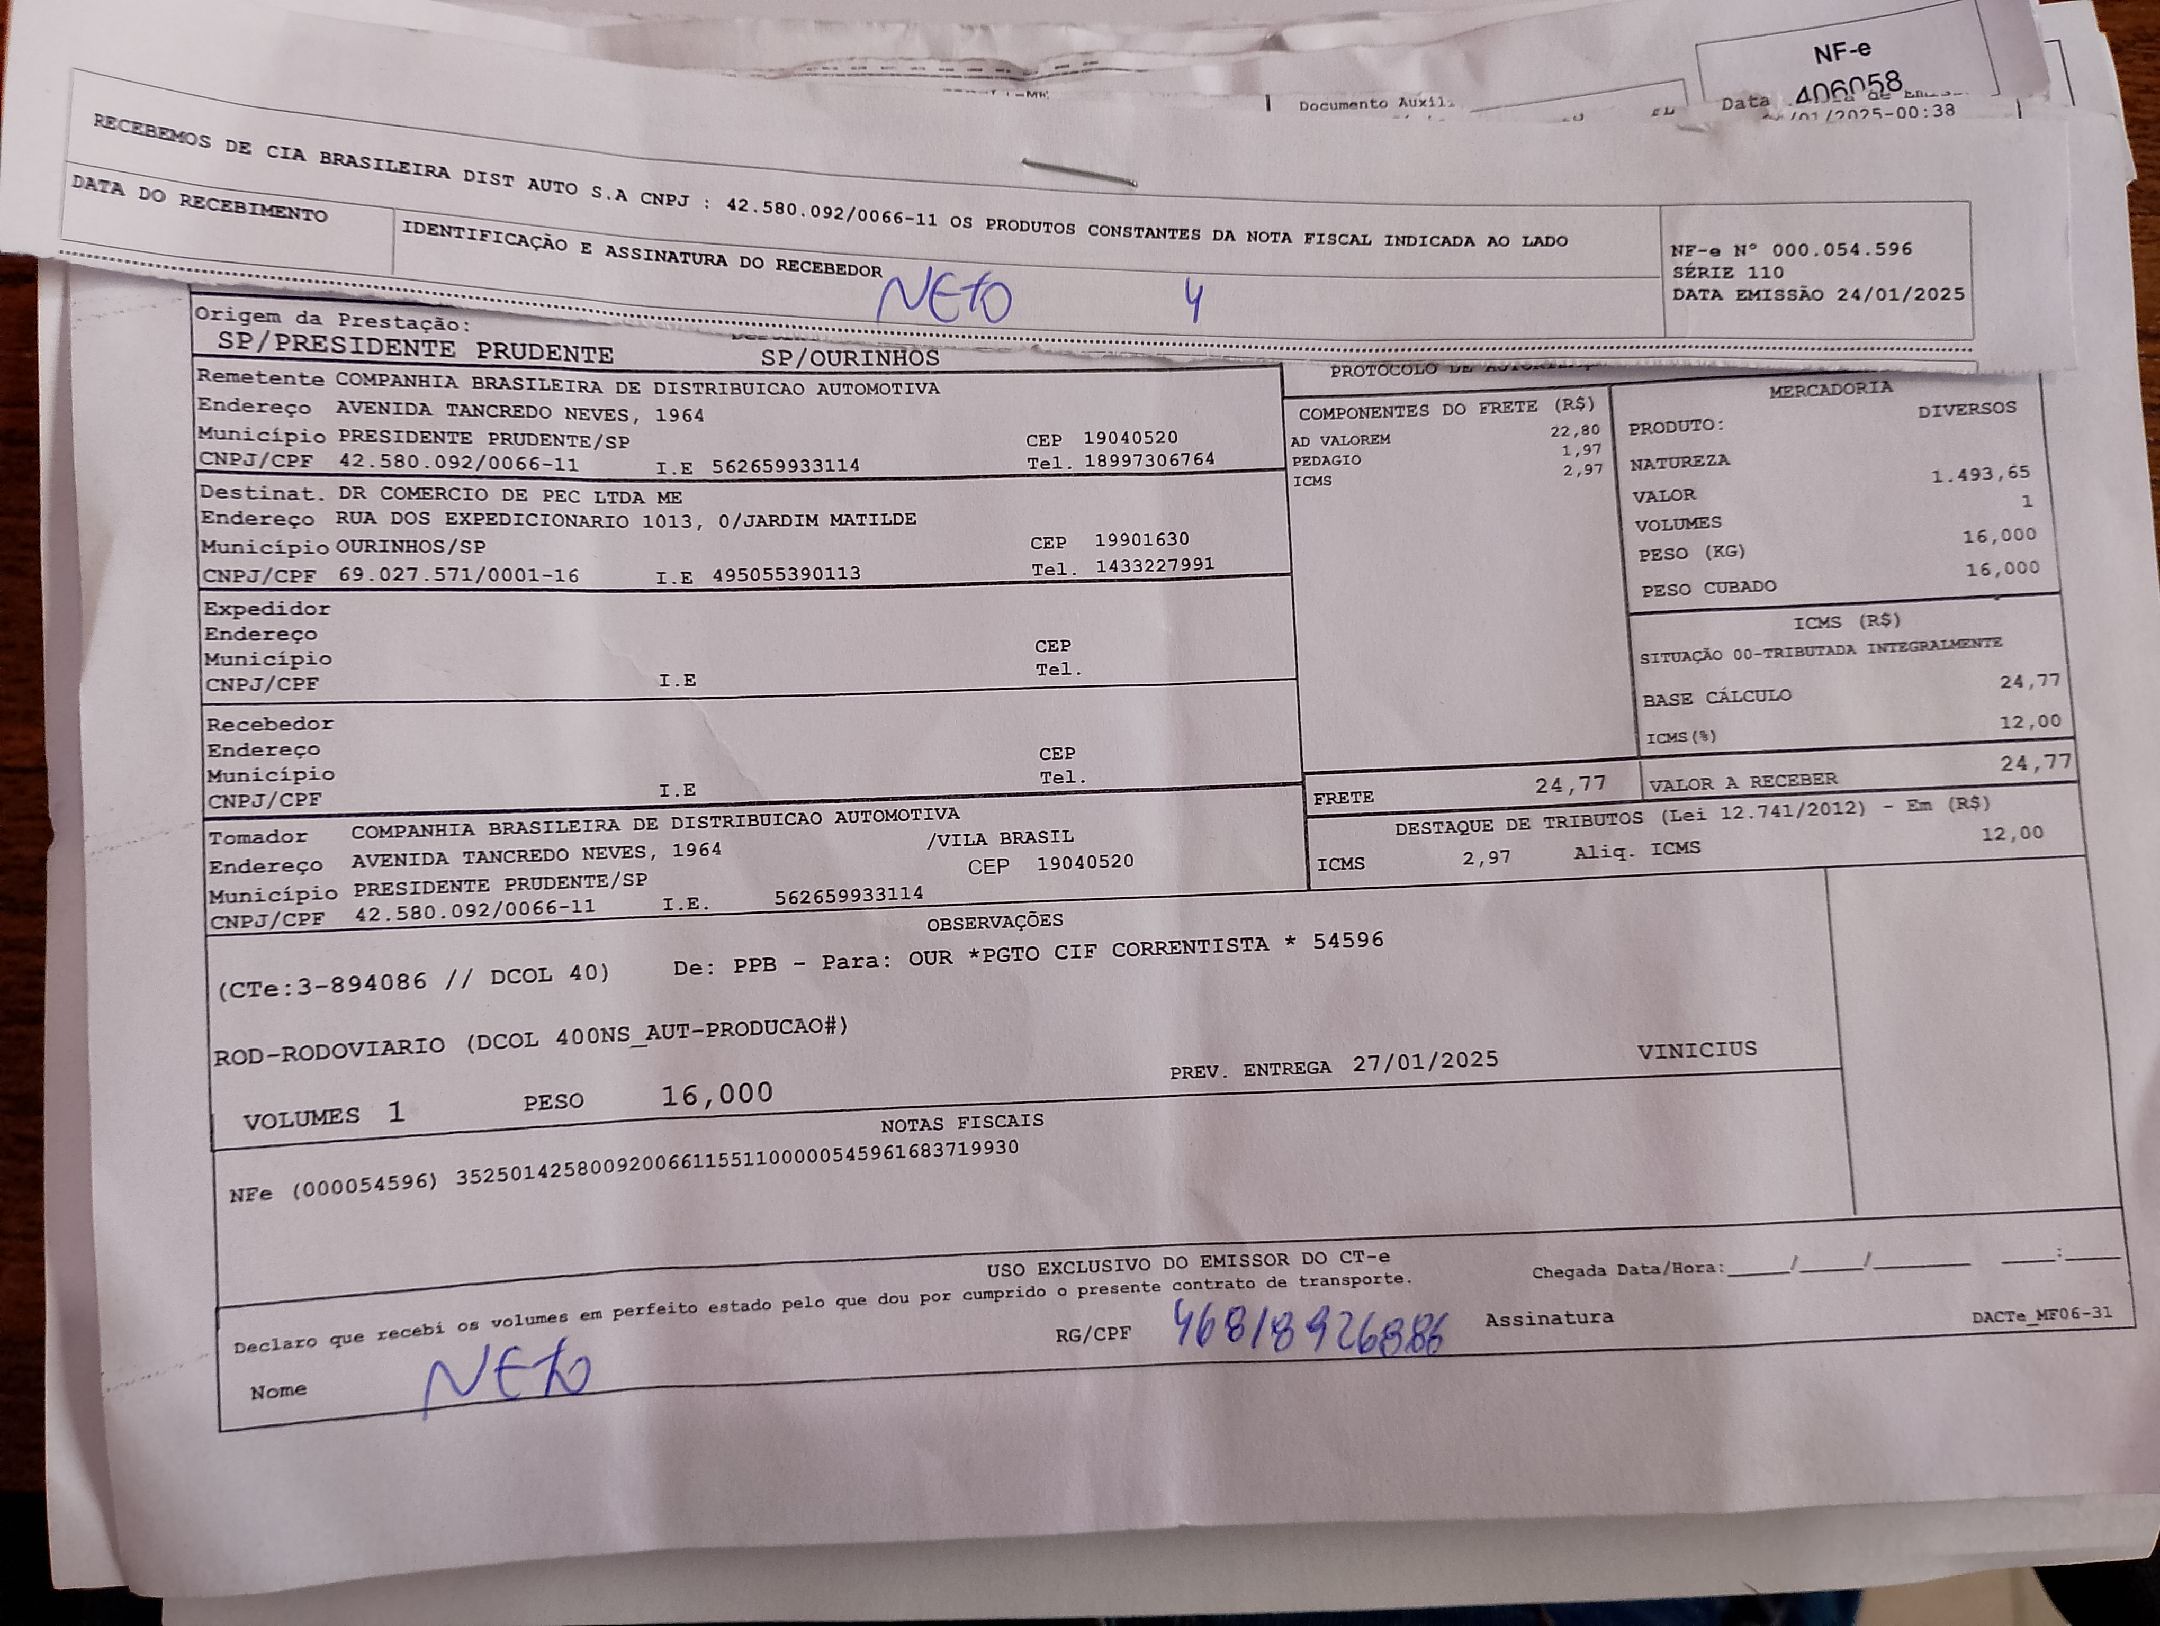 NF-e
406058
Documento Auxil
Data
/01/2025-00:38
RECEBEMOS DE CIA BRASILEIRA DIST AUTO S.A CNPJ : 42.580.092/0066-11 OS PRODUTOS CONSTANTES DA NOTA FISCAL INDICADA AO LADO
DATA DO RECEBIMENTO
IDENTIFICAÇÃO E ASSINATURA DO RECEBEDOR
NETO 4
NF-e N° 000.054.596
SÉRIE 110
DATA EMISSÃO 24/01/2025
Origem da Prestação:
SP/PRESIDENTE PRUDENTE SP/OURINHOS
Remetente COMPANHIA BRASILEIRA DE DISTRIBUICAO AUTOMOTIVA
Endereço AVENIDA TANCREDO NEVES, 1964
Município PRESIDENTE PRUDENTE/SP CEP 19040520
CNPJ/CPF 42.580.092/0066-11 I.E 562659933114 Tel. 18997306764
Destinat. DR COMERCIO DE PEC LTDA ME
Endereço RUA DOS EXPEDICIONARIO 1013, 0/JARDIM MATILDE
Município OURINHOS/SP CEP 19901630
CNPJ/CPF 69.027.571/0001-16 I.E 495055390113 Tel. 1433227991
Expedidor
Endereço
Município CEP
CNPJ/CPF I.E Tel.
Recebedor
Endereço
Município CEP
CNPJ/CPF I.E Tel.
Tomador COMPANHIA BRASILEIRA DE DISTRIBUICAO AUTOMOTIVA
Endereço AVENIDA TANCREDO NEVES, 1964 /VILA BRASIL
Município PRESIDENTE PRUDENTE/SP CEP 19040520
CNPJ/CPF 42.580.092/0066-11 I.E. 562659933114
PROTOCOLO DE
COMPONENTES DO FRETE (R$)
22,80
AD VALOREM 1,97
PEDAGIO 2,97
ICMS
MERCADORIA
PRODUTO: DIVERSOS
NATUREZA
VALOR 1.493,65
VOLUMES 1
PESO (KG) 16,000
PESO CUBADO 16,000
ICMS (R$)
SITUAÇÃO 00-TRIBUTADA INTEGRALMENTE
BASE CÁLCULO 24,77
ICMS(%) 12,00
FRETE 24,77 VALOR A RECEBER 24,77
DESTAQUE DE TRIBUTOS (Lei 12.741/2012) - Em (R$)
ICMS 2,97 Aliq. ICMS 12,00
OBSERVAÇÕES
(CTe:3-894086 // DCOL 40) De: PPB - Para: OUR *PGTO CIF CORRENTISTA * 54596
ROD-RODOVIARIO (DCOL 400NS_AUT-PRODUCAO#)
VOLUMES 1 PESO 16,000 PREV. ENTREGA 27/01/2025 VINICIUS
NOTAS FISCAIS
NFe (000054596) 35250142580092006611551100000545961683719930
USO EXCLUSIVO DO EMISSOR DO CT-e
Declaro que recebi os volumes em perfeito estado pelo que dou por cumprido o presente contrato de transporte.
Chegada Data/Hora:_____/_____/________ ____:____
Nome NETO RG/CPF 46818926886 Assinatura
DACTe_MF06-31